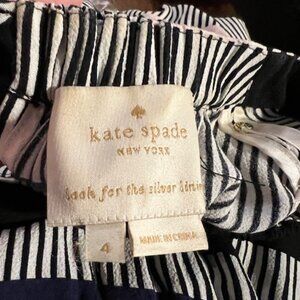 kate spade
NEW YORK
look for the silver lining
4
MADE IN CHINA